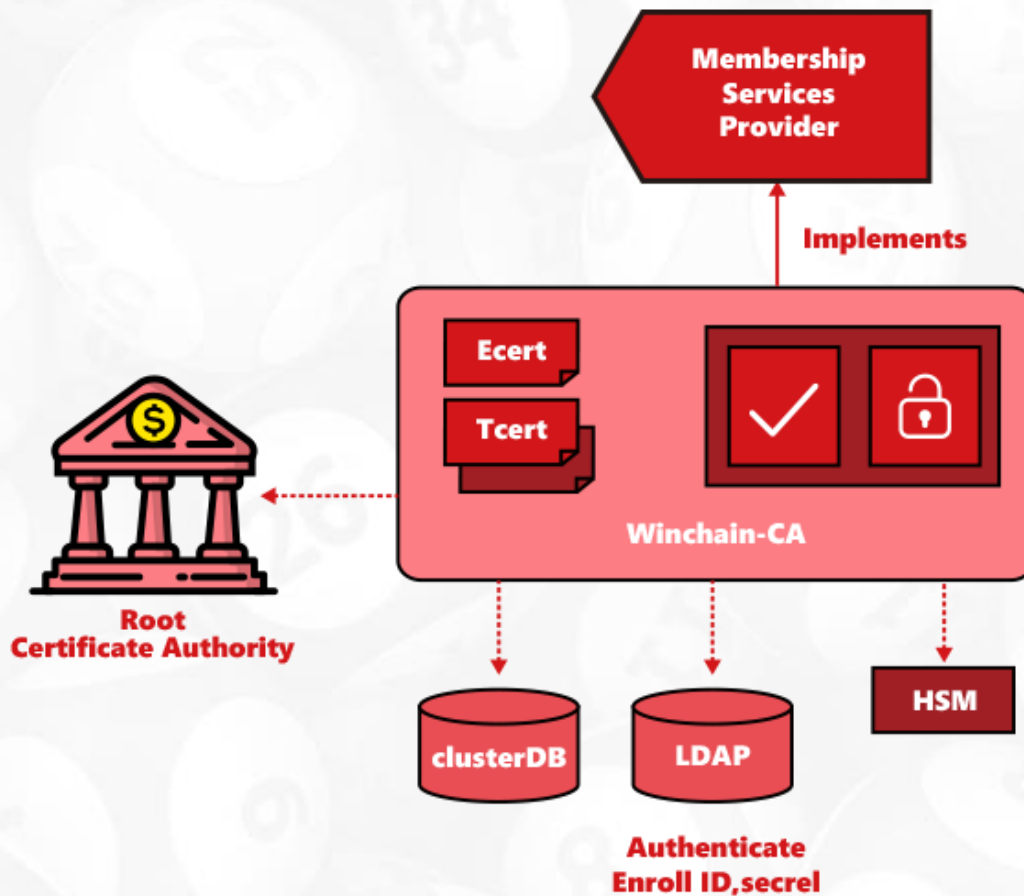 Membership
Services
Provider
Implements
Ecert
Tcert
Winchain-CA
Root
Certificate Authority
clusterDB
LDAP
HSM
Authenticate
Enroll ID,secrel